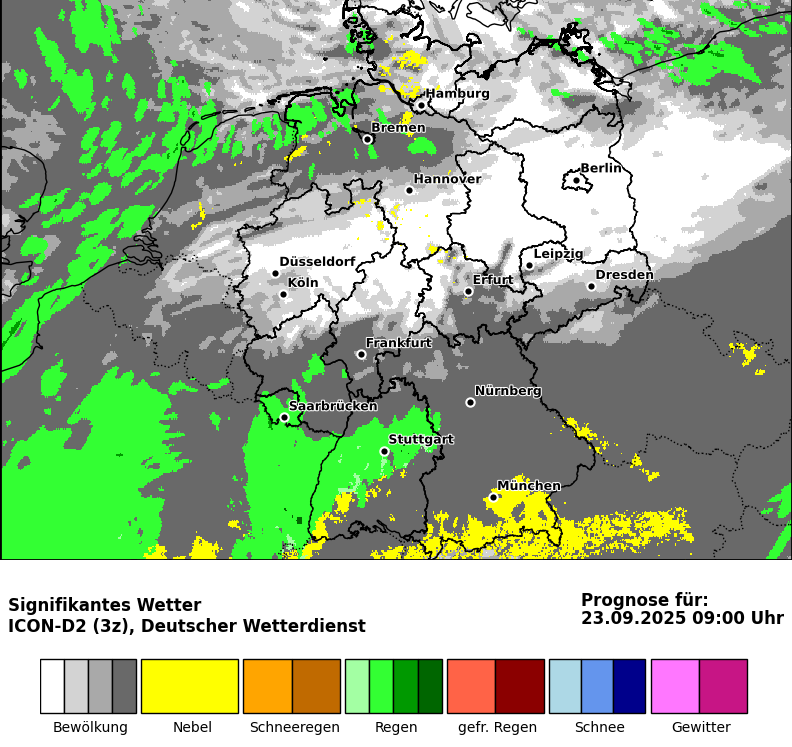 Hamburg
Bremen
Berlin
Hannover
Düsseldorf
Leipzig
Dresden
Köln
Erfurt
Frankfurt
Nürnberg
Saarbrücken
Stuttgart
München
Signifikantes Wetter
ICON-D2 (3z), Deutscher Wetterdienst
Prognose für:
23.09.2025 09:00 Uhr
Bewölkung Nebel Schneeregen Regen gefr. Regen Schnee Gewitter